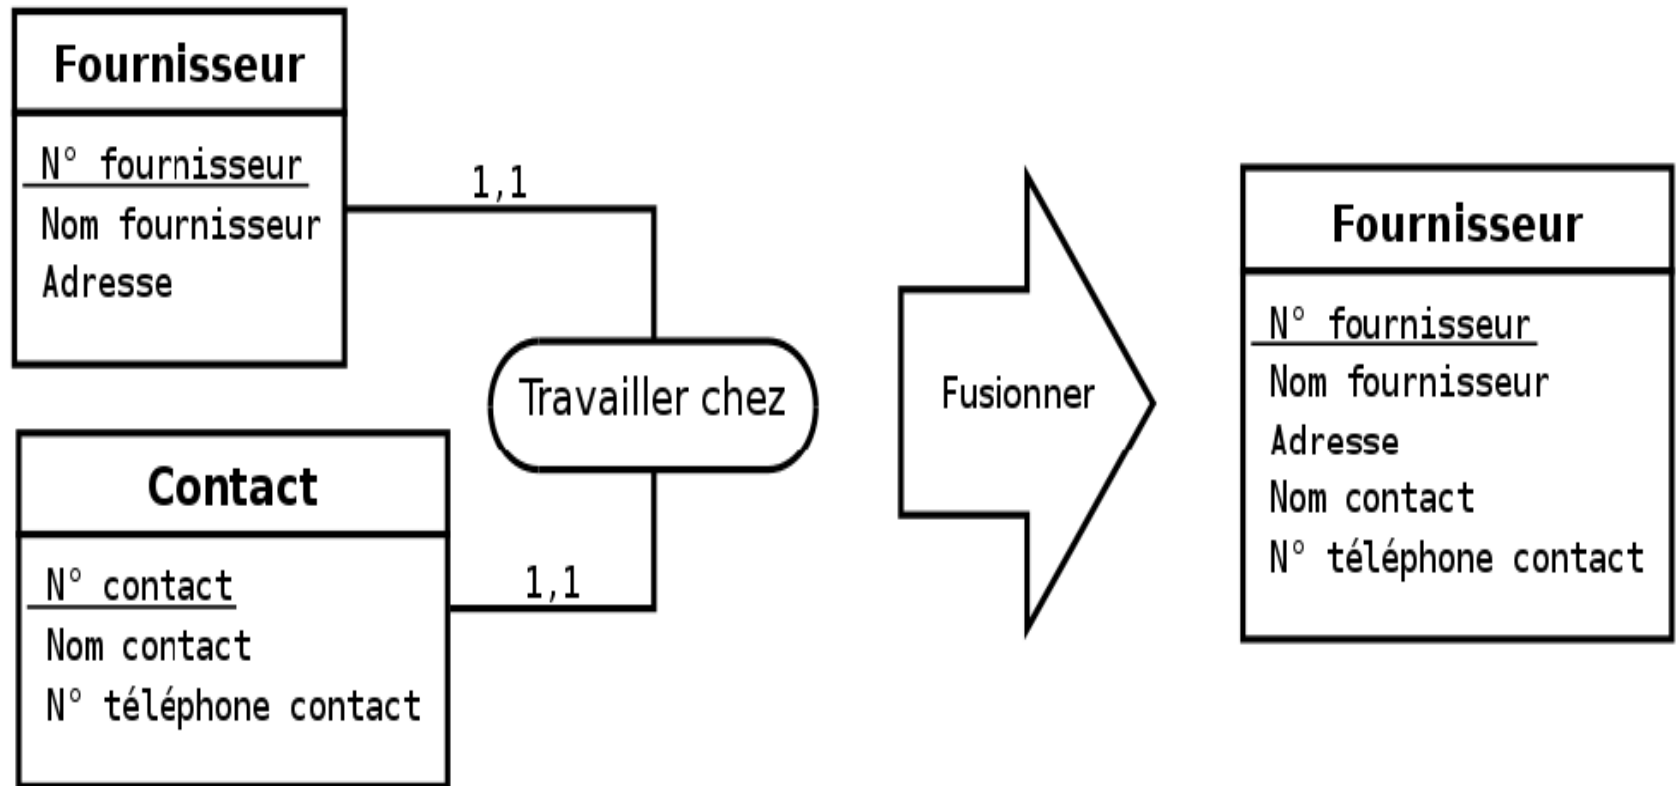 Fournisseur
N° fournisseur
Nom fournisseur
Adresse
1,1
Travailler chez
Contact
N° contact
Nom contact
N° téléphone contact
1,1
Fusionner
Fournisseur
N° fournisseur
Nom fournisseur
Adresse
Nom contact
N° téléphone contact